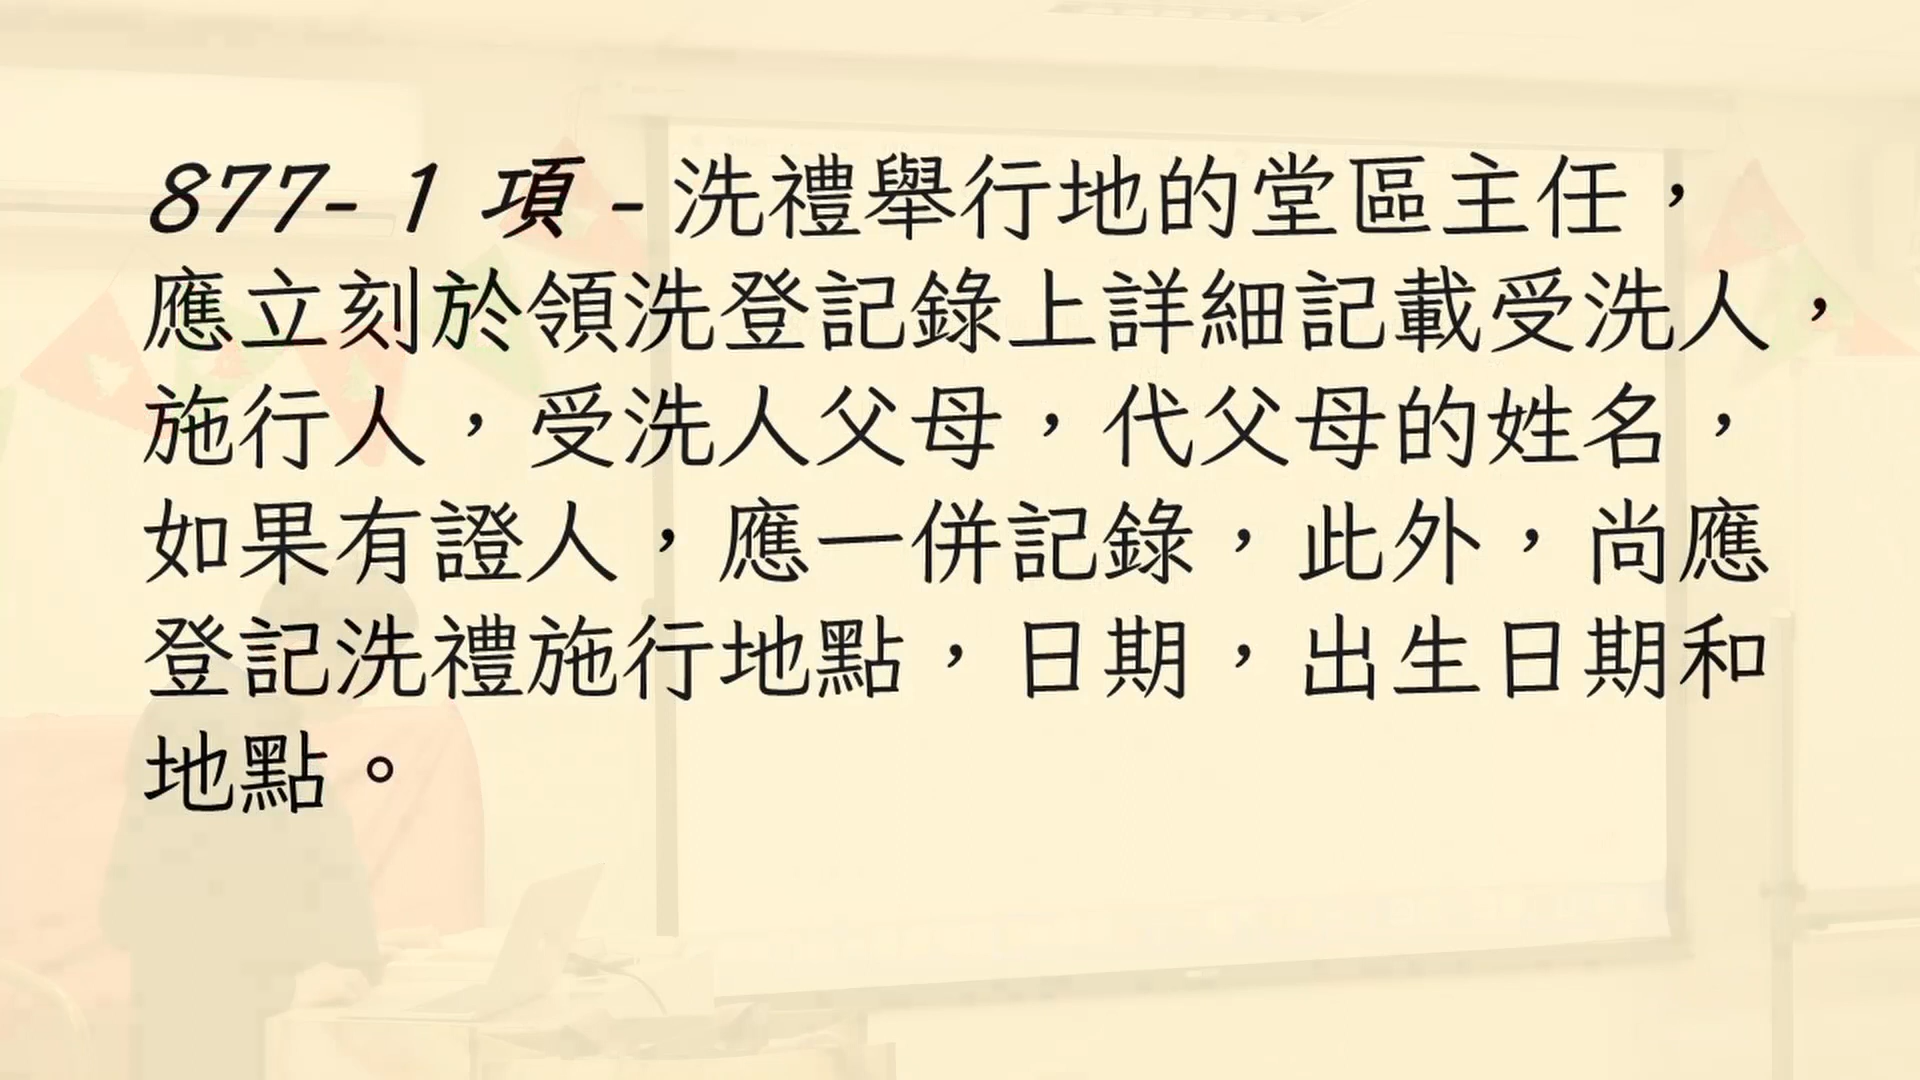 877- 1 項 - 洗禮舉行地的堂區主任，
應立刻於領洗登記錄上詳細記載受洗人，
施行人，受洗人父母，代父母的姓名，
如果有證人，應一併記錄，此外，尚應
登記洗禮施行地點，日期，出生日期和
地點。